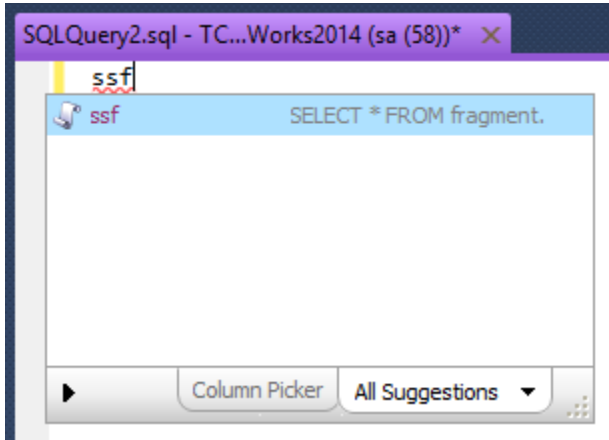 SQLQuery2.sql - TC...Works2014 (sa (58))*
ssf
ssf SELECT * FROM fragment.
Column Picker All Suggestions